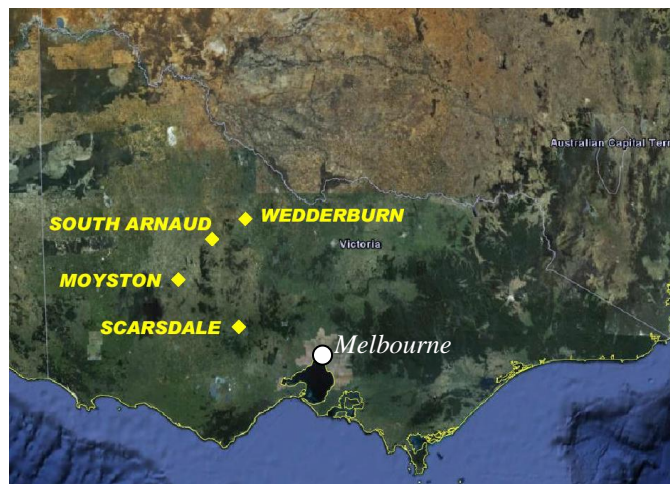 Australian Capital Terr
WEDDERBURN
SOUTH ARNAUD
Victoria
MOYSTON
SCARSDALE
Melbourne